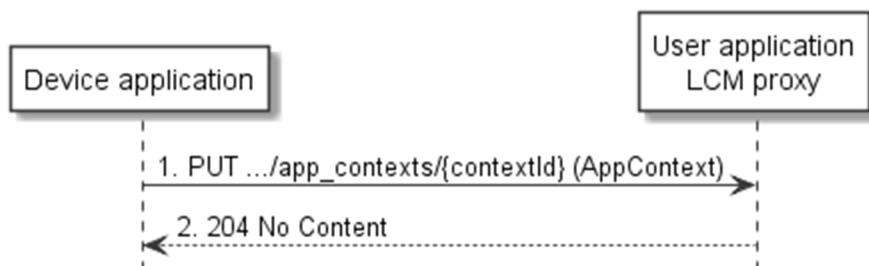 Device application
User application
LCM proxy
1. PUT .../app_contexts/{contextId} (AppContext)
2. 204 No Content